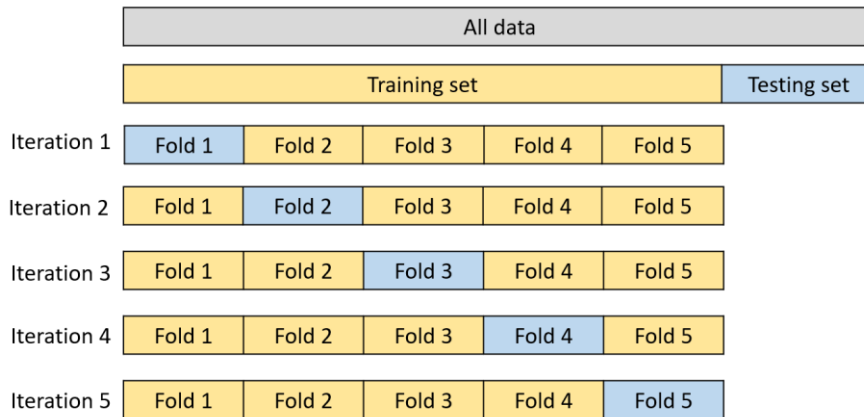 All data
Training set Testing set
Iteration 1 Fold 1 Fold 2 Fold 3 Fold 4 Fold 5
Iteration 2 Fold 1 Fold 2 Fold 3 Fold 4 Fold 5
Iteration 3 Fold 1 Fold 2 Fold 3 Fold 4 Fold 5
Iteration 4 Fold 1 Fold 2 Fold 3 Fold 4 Fold 5
Iteration 5 Fold 1 Fold 2 Fold 3 Fold 4 Fold 5